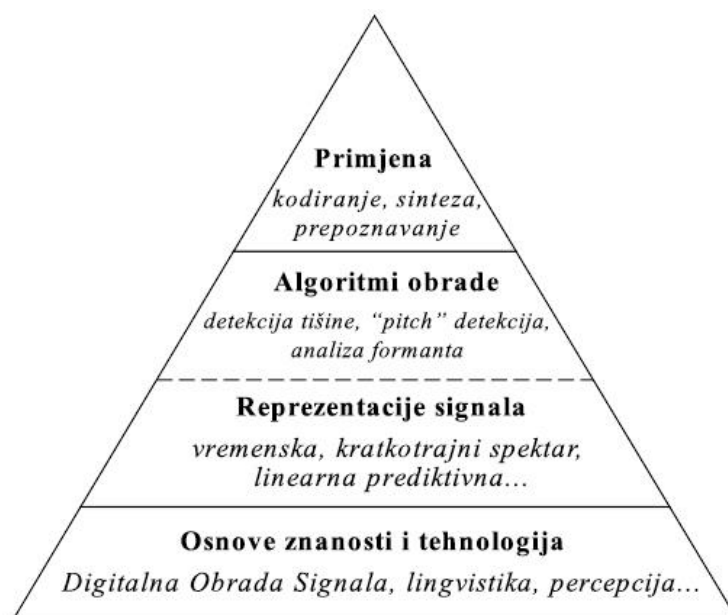 Primjena
kodiranje, sinteza,
prepoznavanje
Algoritmi obrade
detekcija tišine, “pitch” detekcija,
analiza formanta
Reprezentacije signala
vremenska, kratkotrajni spektar,
linearna prediktivna...
Osnove znanosti i tehnologija
Digitalna Obrada Signala, lingvistika, percepcija...